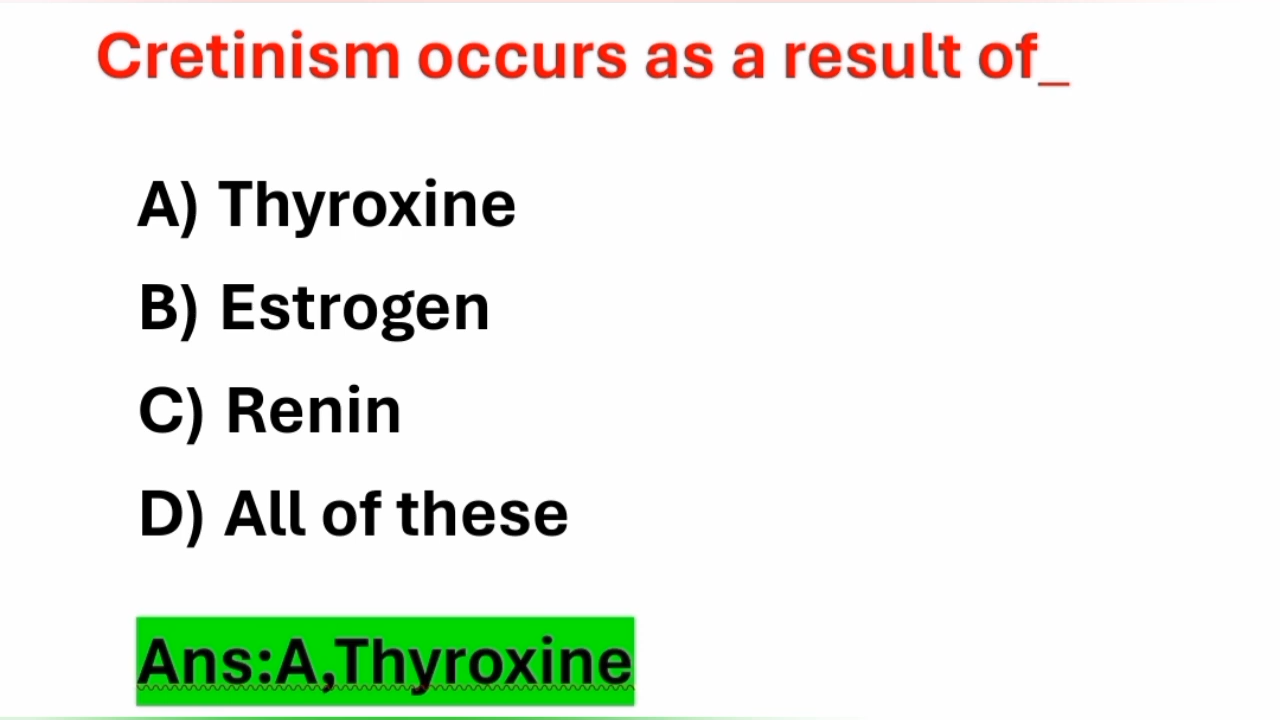 Cretinism occurs as a result of_
A) Thyroxine
B) Estrogen
C) Renin
D) All of these
Ans:A,Thyroxine